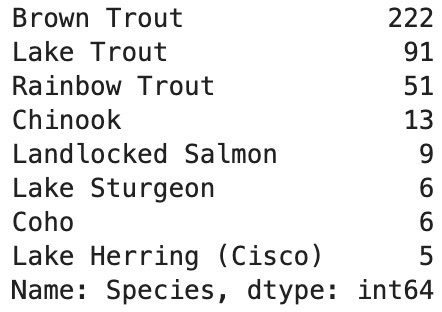 Brown Trout 222
Lake Trout 91
Rainbow Trout 51
Chinook 13
Landlocked Salmon 9
Lake Sturgeon 6
Coho 6
Lake Herring (Cisco) 5
Name: Species, dtype: int64